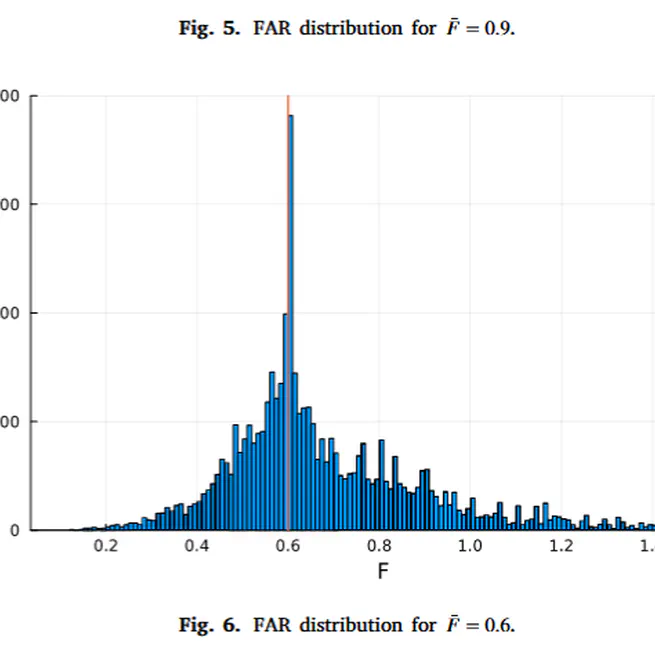 Fig. 5. FAR distribution for F̄ = 0.9.
00
00
00
00
0
0.2 0.4 0.6 0.8 1.0 1.2 1.
F
Fig. 6. FAR distribution for F̄ = 0.6.